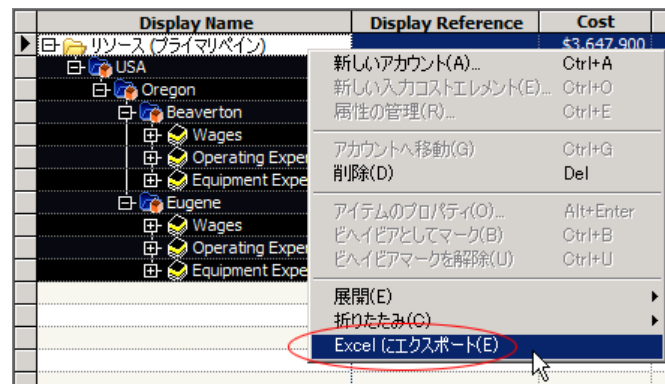 Display Name Display Reference Cost
リソース (プライマリペイン) $3,647,900
新しいアカウント(A)... Ctrl+A
USA
新しい入力コストエレメント(E)... Ctrl+O
Oregon
属性の管理(R)... Ctrl+E
Beaverton
Wages
アカウントへ移動(G) Ctrl+G
Operating Exper
削除(D) Del
Equipment Expe
Eugene
アイテムのプロパティ(O)... Alt+Enter
Wages
ビヘイビアとしてマーク(B) Ctrl+B
Operating Exper
ビヘイビアマークを解除(U) Ctrl+U
Equipment Expe
展開(E)
折りたたみ(C)
Excel にエクスポート(E)